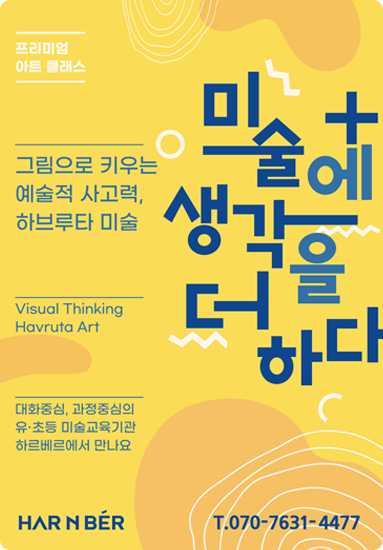 프리미엄
아트 클래스
미술에
생각을
더하다
그림으로 키우는
예술적 사고력,
하브루타 미술
Visual Thinking
Havruta Art
대화중심, 과정중심의
유·초등 미술교육기관
하르베르에서 만나요
HAR N BÉR
T.070-7631-4477